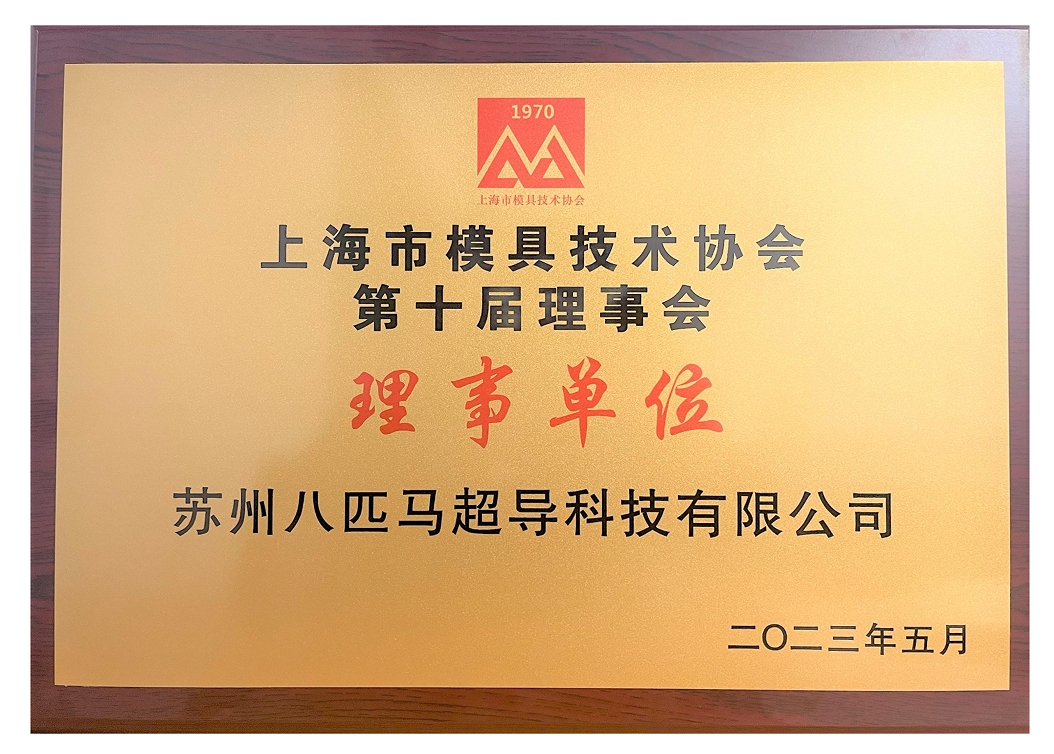 1970
上海市模具技术协会
上海市模具技术协会
第十届理事会
理事单位
苏州八匹马超导科技有限公司
二〇二三年五月